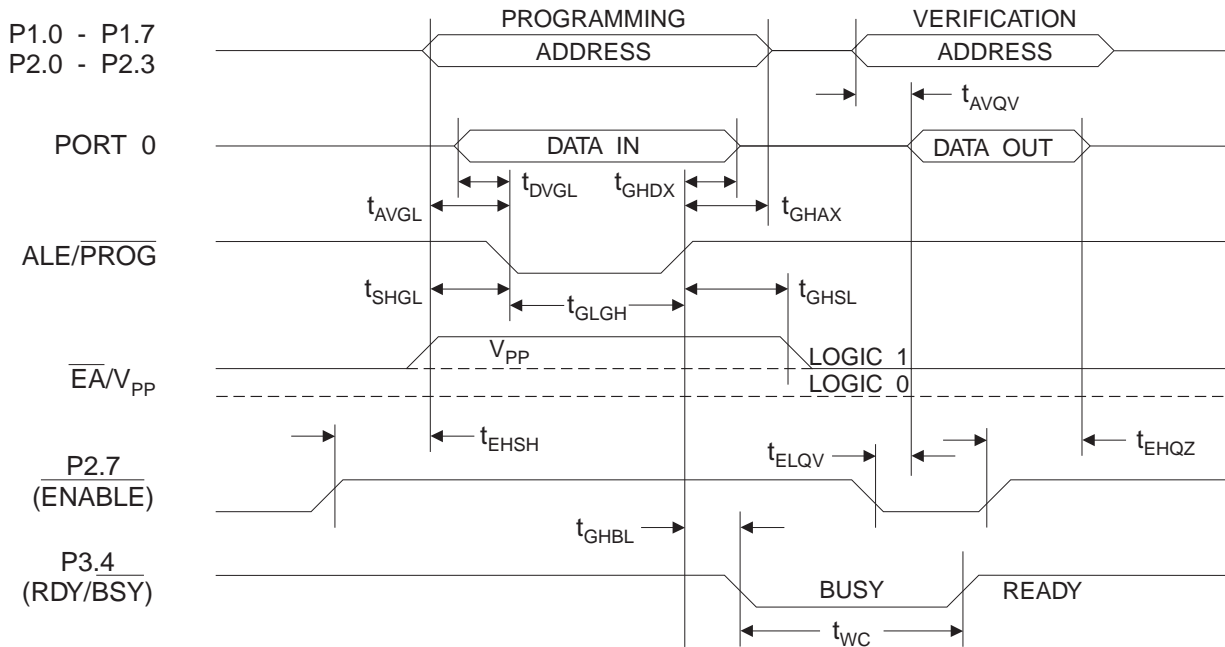 PROGRAMMING VERIFICATION
P1.0 - P1.7
P2.0 - P2.3
ADDRESS ADDRESS
tAVQV
PORT 0
DATA IN DATA OUT
tDVGL tGHDX
tAVGL tGHAX
ALE/PROG
tSHGL tGLGH tGHSL
VPP
LOGIC 1
EA/VPP
LOGIC 0
tEHSH tELQV tEHQZ
P2.7
(ENABLE)
tGHBL
P3.4
(RDY/BSY)
BUSY READY
tWC